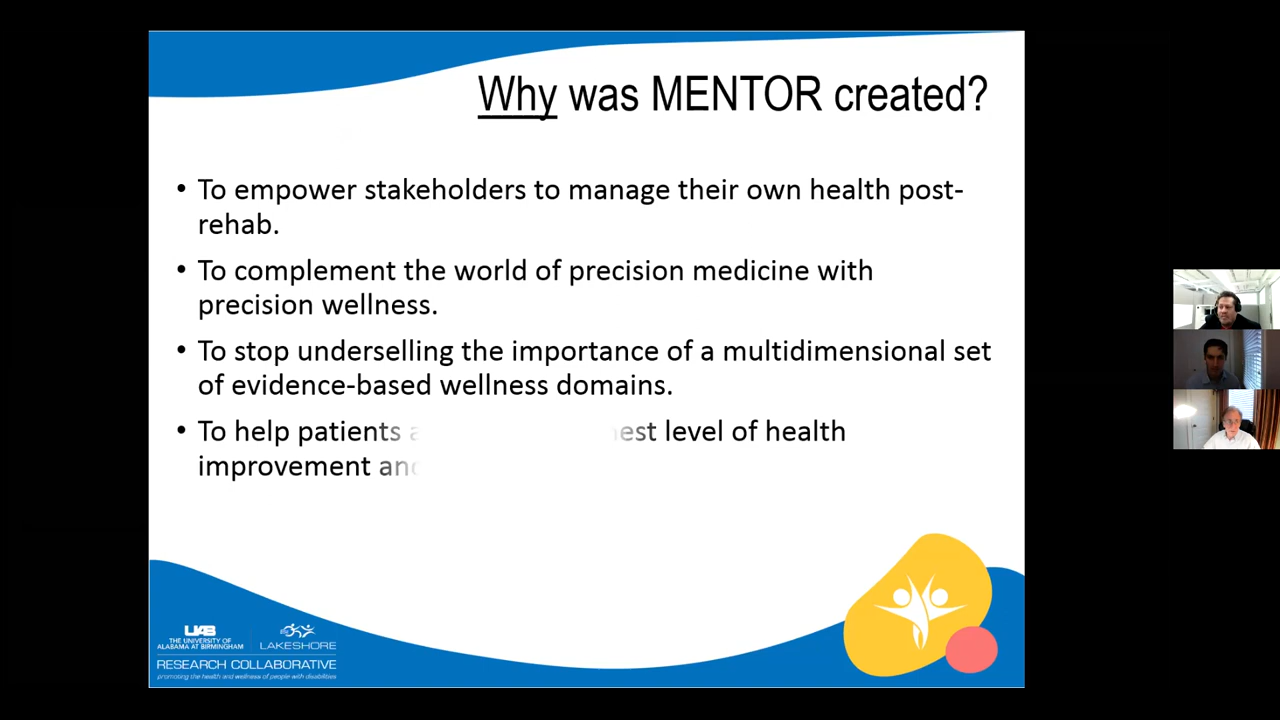 Why was MENTOR created?
• To empower stakeholders to manage their own health post-
rehab.
• To complement the world of precision medicine with
precision wellness.
• To stop underselling the importance of a multidimensional set
of evidence-based wellness domains.
• To help patients level of health
improvement and
UAB
THE UNIVERSITY OF
ALABAMA AT BIRMINGHAM
LAKESHORE
RESEARCH COLLABORATIVE
promoting the health and wellness of people with disabilities